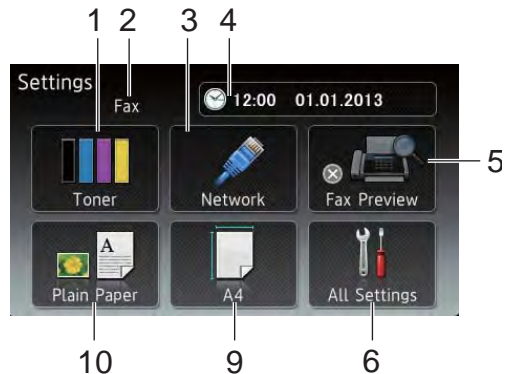 1 2 3 4
Settings
Fax
12:00 01.01.2013
5
Toner Network Fax Preview
A
Plain Paper A4 All Settings
10 9 6